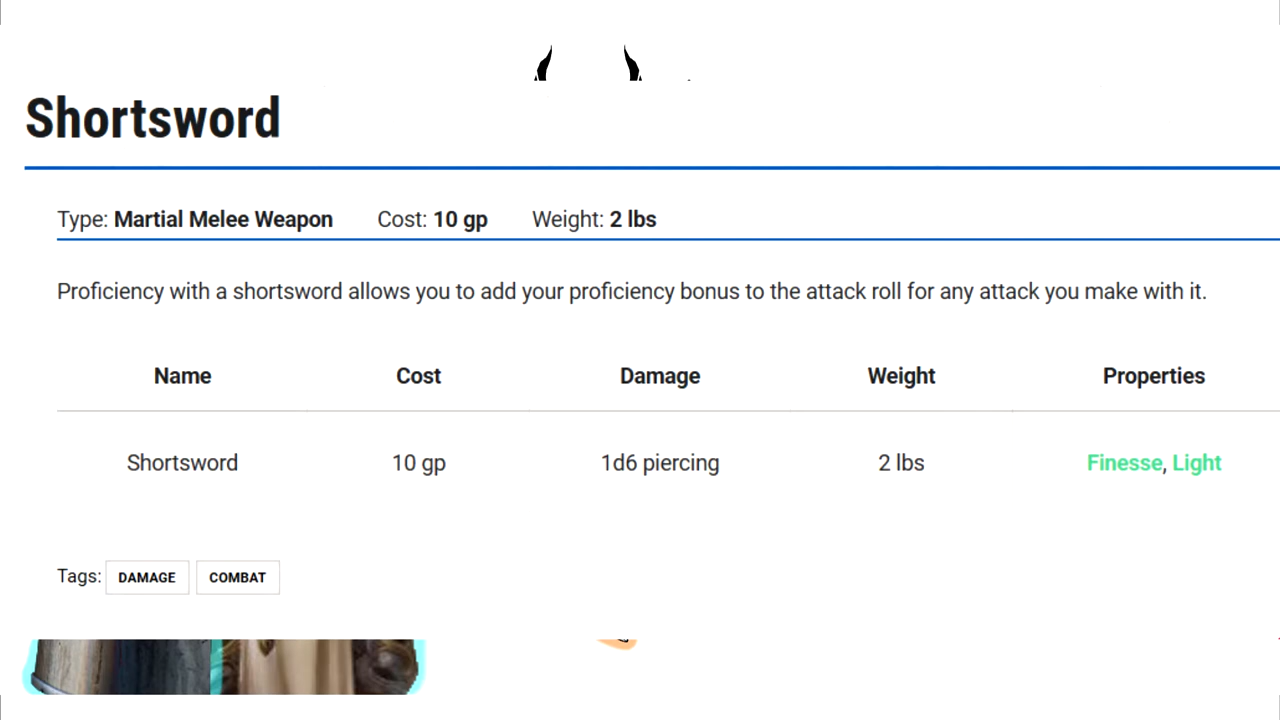 Shortsword
Type: Martial Melee Weapon Cost: 10 gp Weight: 2 lbs
Proficiency with a shortsword allows you to add your proficiency bonus to the attack roll for any attack you make with it.
Name Cost Damage Weight Properties
Shortsword 10 gp 1d6 piercing 2 lbs Finesse, Light
Tags: DAMAGE COMBAT